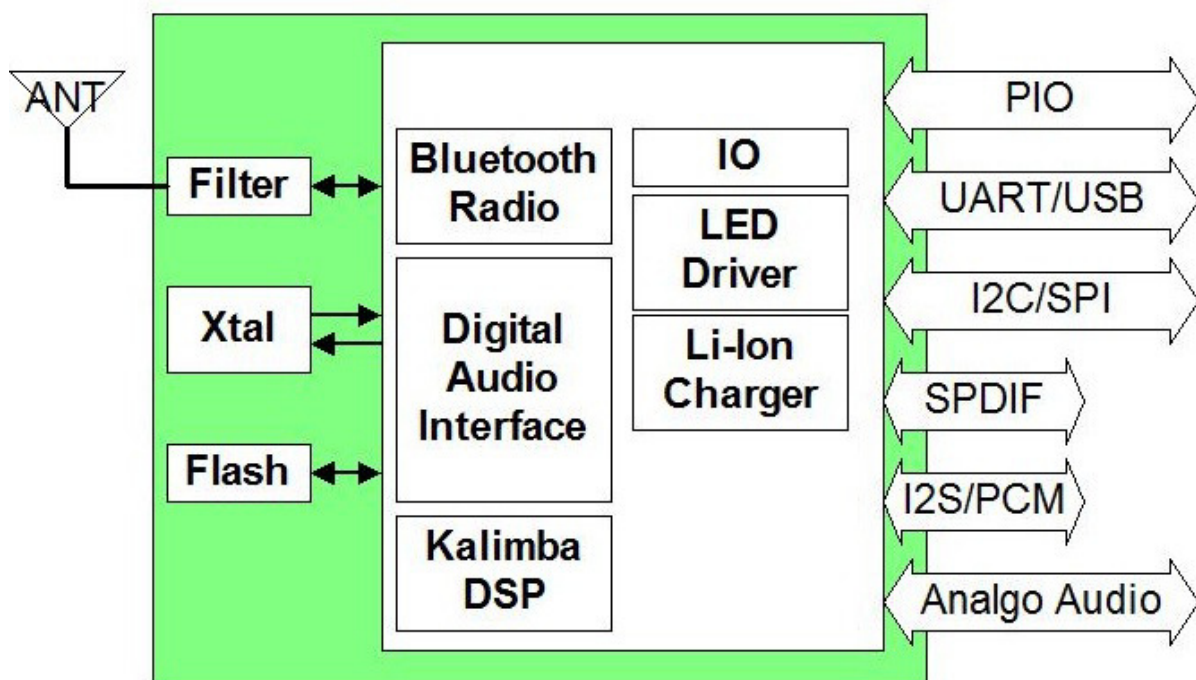 ANT
Filter
Xtal
Flash
Bluetooth
Radio
Digital
Audio
Interface
Kalimba
DSP
IO
LED
Driver
Li-Ion
Charger
PIO
UART/USB
I2C/SPI
SPDIF
I2S/PCM
Analgo Audio